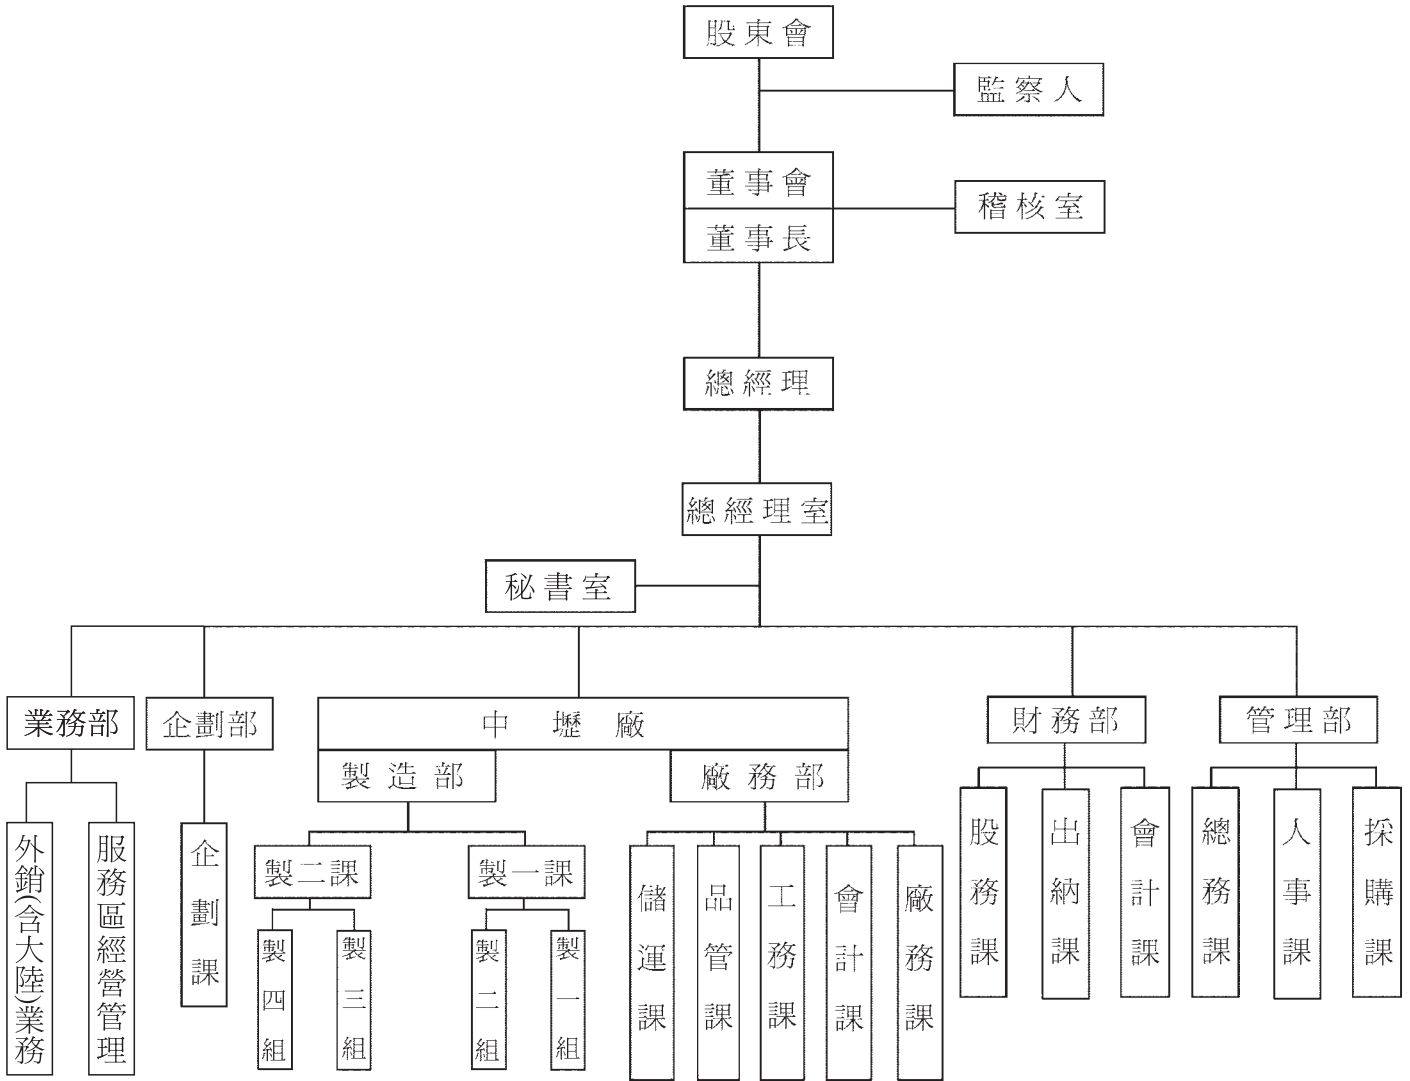 股東會
監察人
董事會
稽核室
董事長
總經理
總經理室
秘書室
業務部
企劃部
中壢廠
財務部
管理部
製造部
廠務部
外銷(含大陸)業務
服務區經營管理
企劃課
製二課
製一課
製四組
製三組
製二組
製一組
儲運課
品管課
工務課
會計課
廠務課
股務課
出納課
會計課
總務課
人事課
採購課